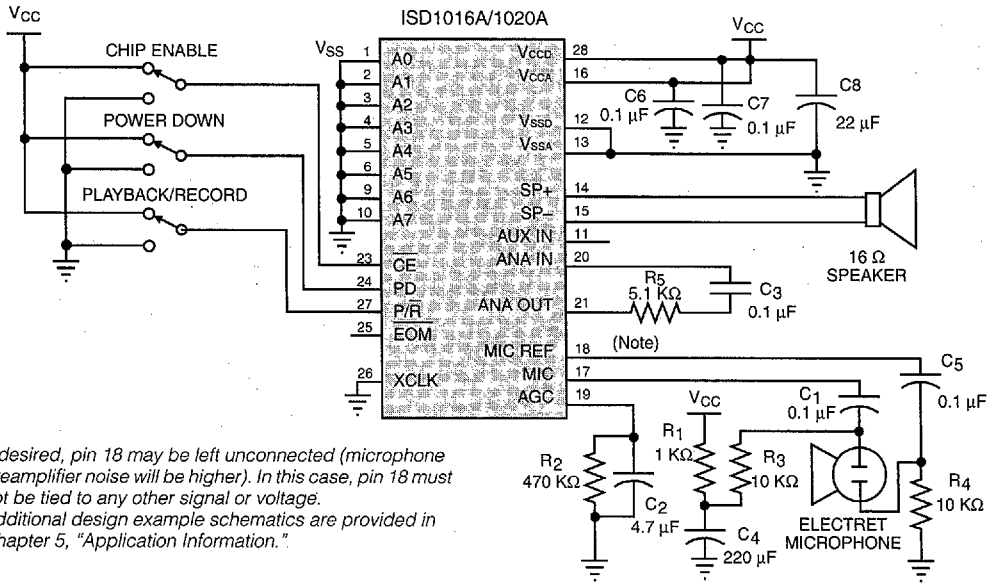 ISD1016A/1020A
VCC
CHIP ENABLE
POWER DOWN
PLAYBACK/RECORD
VSS
1 A0
2 A1
3 A2
4 A3
5 A4
6 A5
9 A6
10 A7
23 CE
24 PD
27 P/R
25 EOM
26 XCLK
VCCD 28
VCCA 16
VSSD 12
VSSA 13
SP+ 14
SP– 15
AUX IN 11
ANA IN 20
ANA OUT 21
MIC REF 18
MIC 17
AGC 19
VCC
C6
0.1 µF
C7
0.1 µF
C8
22 µF
16 Ω
SPEAKER
R5
5.1 KΩ
C3
0.1 µF
(Note)
C5
0.1 µF
C1
0.1 µF
VCC
R1
1 KΩ
R3
10 KΩ
R2
470 KΩ
C2
4.7 µF
C4
220 µF
ELECTRET
MICROPHONE
R4
10 KΩ
desired, pin 18 may be left unconnected (microphone
reamplifier noise will be higher). In this case, pin 18 must
ot be tied to any other signal or voltage.
dditional design example schematics are provided in
hapter 5, "Application Information."